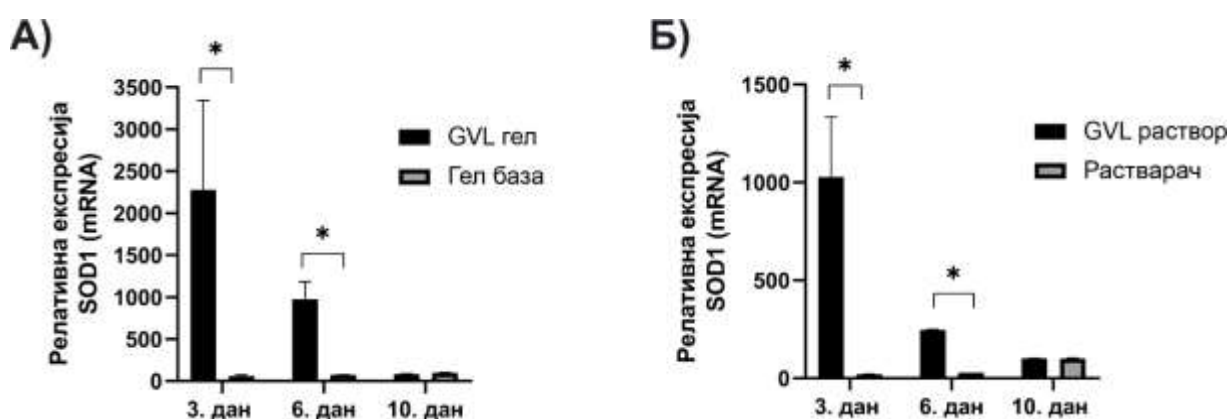 А)
Релативна експресија
SOD1 (mRNA)
3500
3000
2500
2000
1500
1000
500
0
*
*
3. дан
6. дан
10. дан
GVL гел
Гел база
Б)
Релативна експресија
SOD1 (mRNA)
1500
1000
500
0
*
*
3. дан
6. дан
10. дан
GVL раствор
Растварач